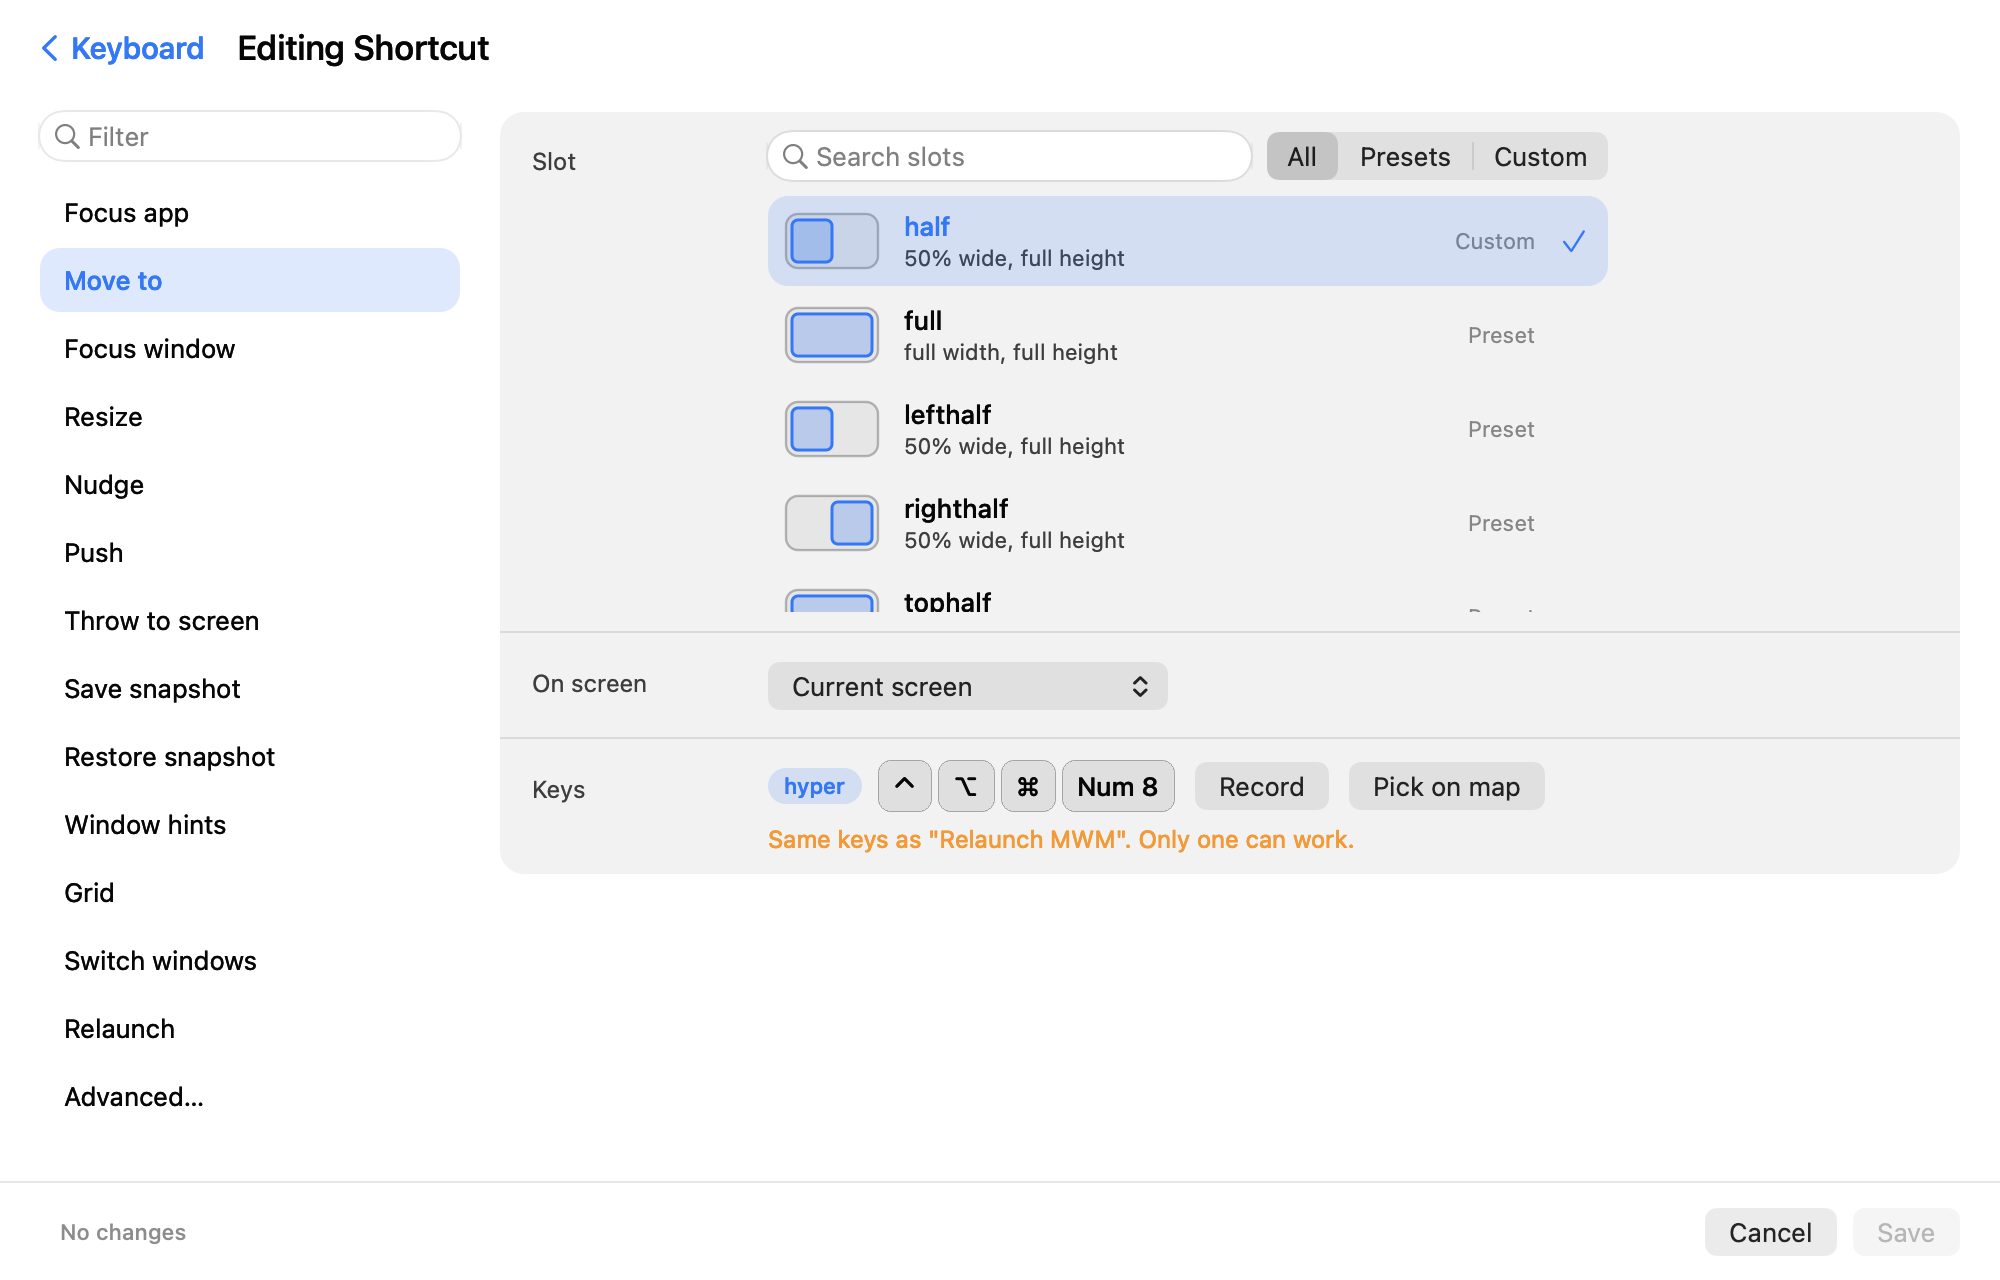 Keyboard Editing Shortcut
Filter
Focus app
Move to
Focus window
Resize
Nudge
Push
Throw to screen
Save snapshot
Restore snapshot
Window hints
Grid
Switch windows
Relaunch
Advanced...
Slot
Search slots
All Presets Custom
half
50% wide, full height
Custom
full
full width, full height
Preset
lefthalf
50% wide, full height
Preset
righthalf
50% wide, full height
Preset
tophalf
On screen
Current screen
Keys
hyper ^ ⌥ ⌘ Num 8 Record Pick on map
Same keys as "Relaunch MWM". Only one can work.
No changes
Cancel Save